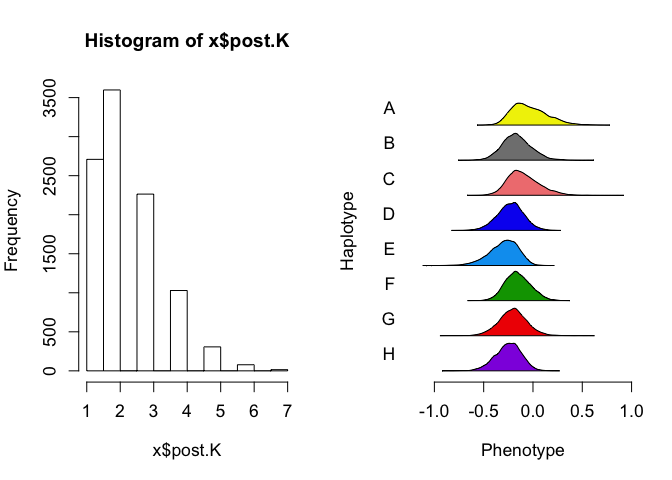 Histogram of x$post.K
Frequency
0
500
1500
2500
3500
1 2 3 4 5 6 7
x$post.K
Haplotype
A
B
C
D
E
F
G
H
-1.0 -0.5 0.0 0.5 1.0
Phenotype